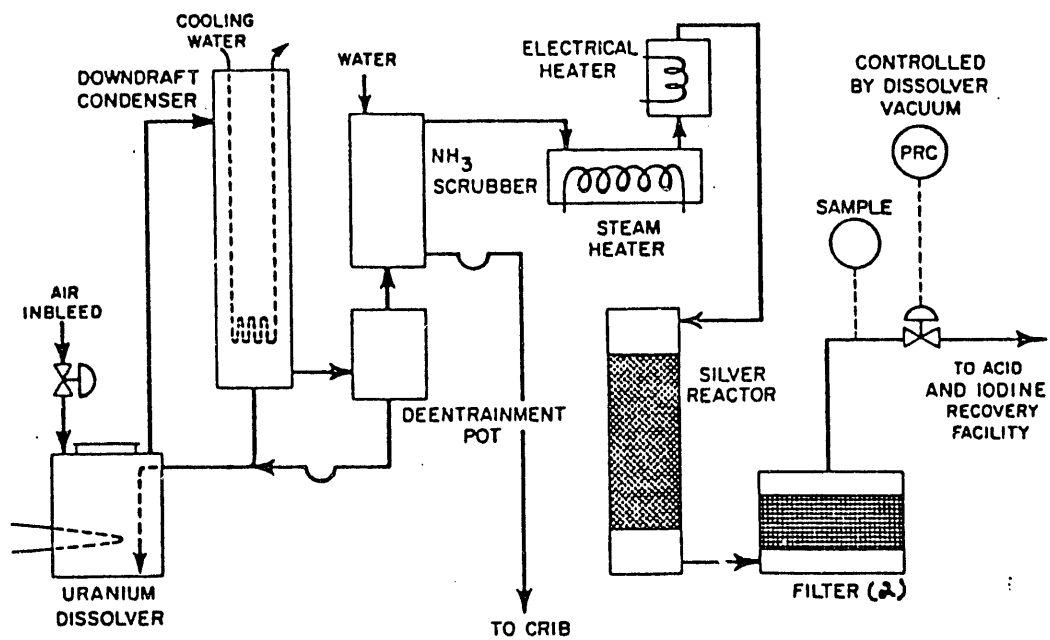 COOLING
WATER
DOWNDRAFT
CONDENSER
WATER
NH3
SCRUBBER
ELECTRICAL
HEATER
STEAM
HEATER
CONTROLLED
BY DISSOLVER
VACUUM
PRC
SAMPLE
AIR
INBLEED
DEENTRAINMENT
POT
SILVER
REACTOR
TO ACID
AND IODINE
RECOVERY
FACILITY
URANIUM
DISSOLVER
TO CRIB
FILTER (2)